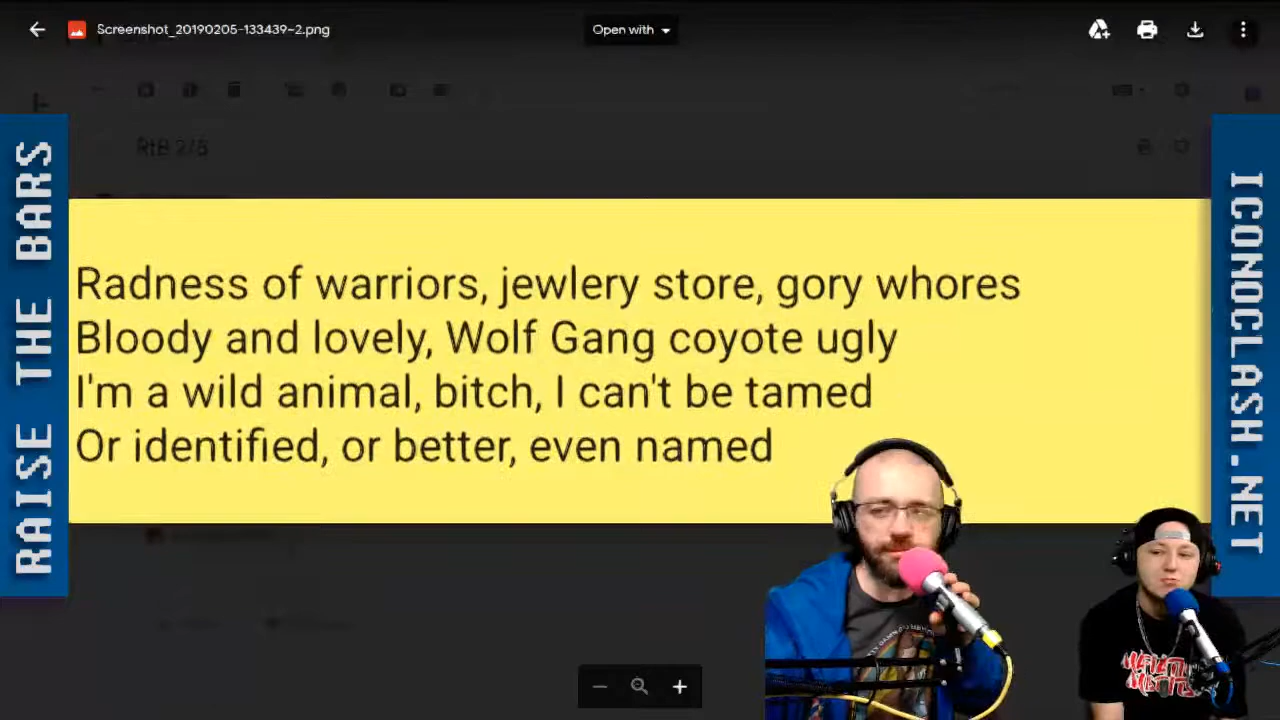 Screenshot_20190205-133439-2.png
Open with
RtB 2/5
RAISE THE BARS
ICONOCLASH.NET
Radness of warriors, jewlery store, gory whores
Bloody and lovely, Wolf Gang coyote ugly
I'm a wild animal, bitch, I can't be tamed
Or identified, or better, even named